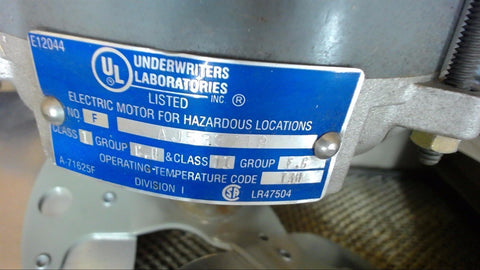 E12044
UL ®
UNDERWRITERS
LABORATORIES
INC. ®
LISTED
ELECTRIC MOTOR FOR HAZARDOUS LOCATIONS
NO. F
CLASS I GROUP & CLASS II GROUP F,G
OPERATING-TEMPERATURE CODE
A-71625F
DIVISION I
SA LR47504